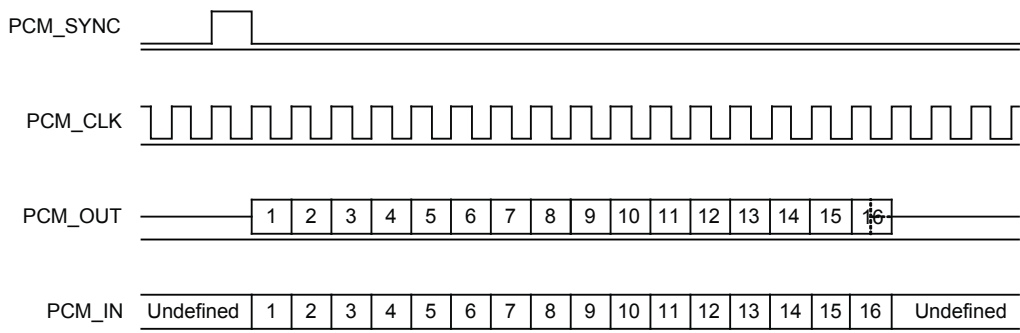 PCM_SYNC
PCM_CLK
PCM_OUT 1 2 3 4 5 6 7 8 9 10 11 12 13 14 15 16
PCM_IN Undefined 1 2 3 4 5 6 7 8 9 10 11 12 13 14 15 16 Undefined